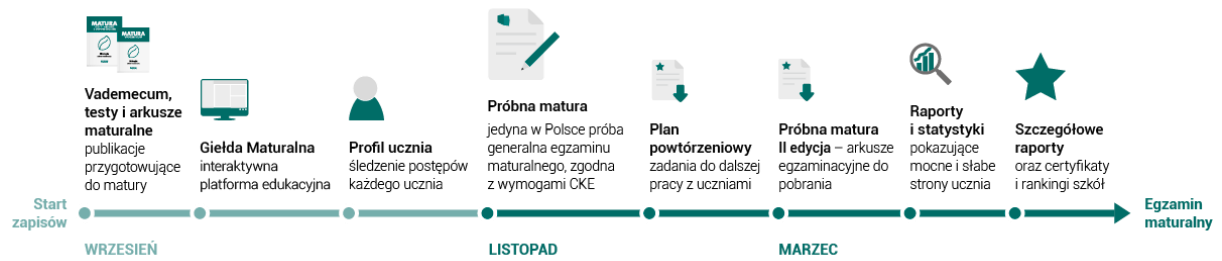 MATURA
MATURA
Vademecum,
testy i arkusze
maturalne
publikacje
przygotowujące
do matury
Giełda Maturalna
interaktywna
platforma edukacyjna
Profil ucznia
śledzenie postępów
każdego ucznia
Próbna matura
jedyna w Polsce próba
generalna egzaminu
maturalnego, zgodna
z wymogami CKE
Plan
powtórzeniowy
zadania do dalszej
pracy z uczniami
Próbna matura
II edycja – arkusze
egzaminacyjne do
pobrania
Raporty
i statystyki
pokazujące
mocne i słabe
strony ucznia
Szczegółowe
raporty
oraz certyfikaty
i rankingi szkół
Start
zapisów
Egzamin
maturalny
WRZESIEŃ
LISTOPAD
MARZEC